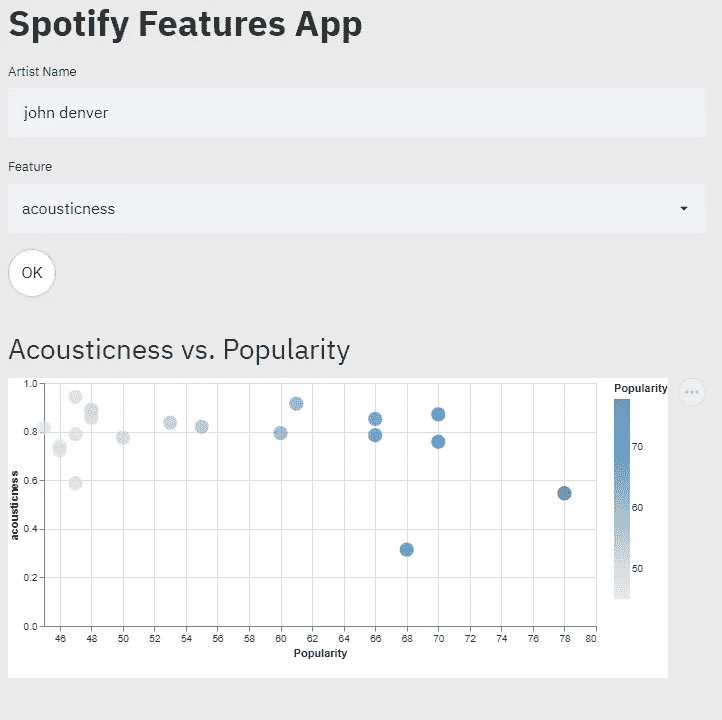 Spotify Features App
Artist Name
john denver
Feature
acousticness
OK
Acousticness vs. Popularity
Popularity
1.0
0.8
0.6
0.4
0.2
0.0
acousticness
70
60
50
46 48 50 52 54 56 58 60 62 64 66 68 70 72 74 76 78 80
Popularity